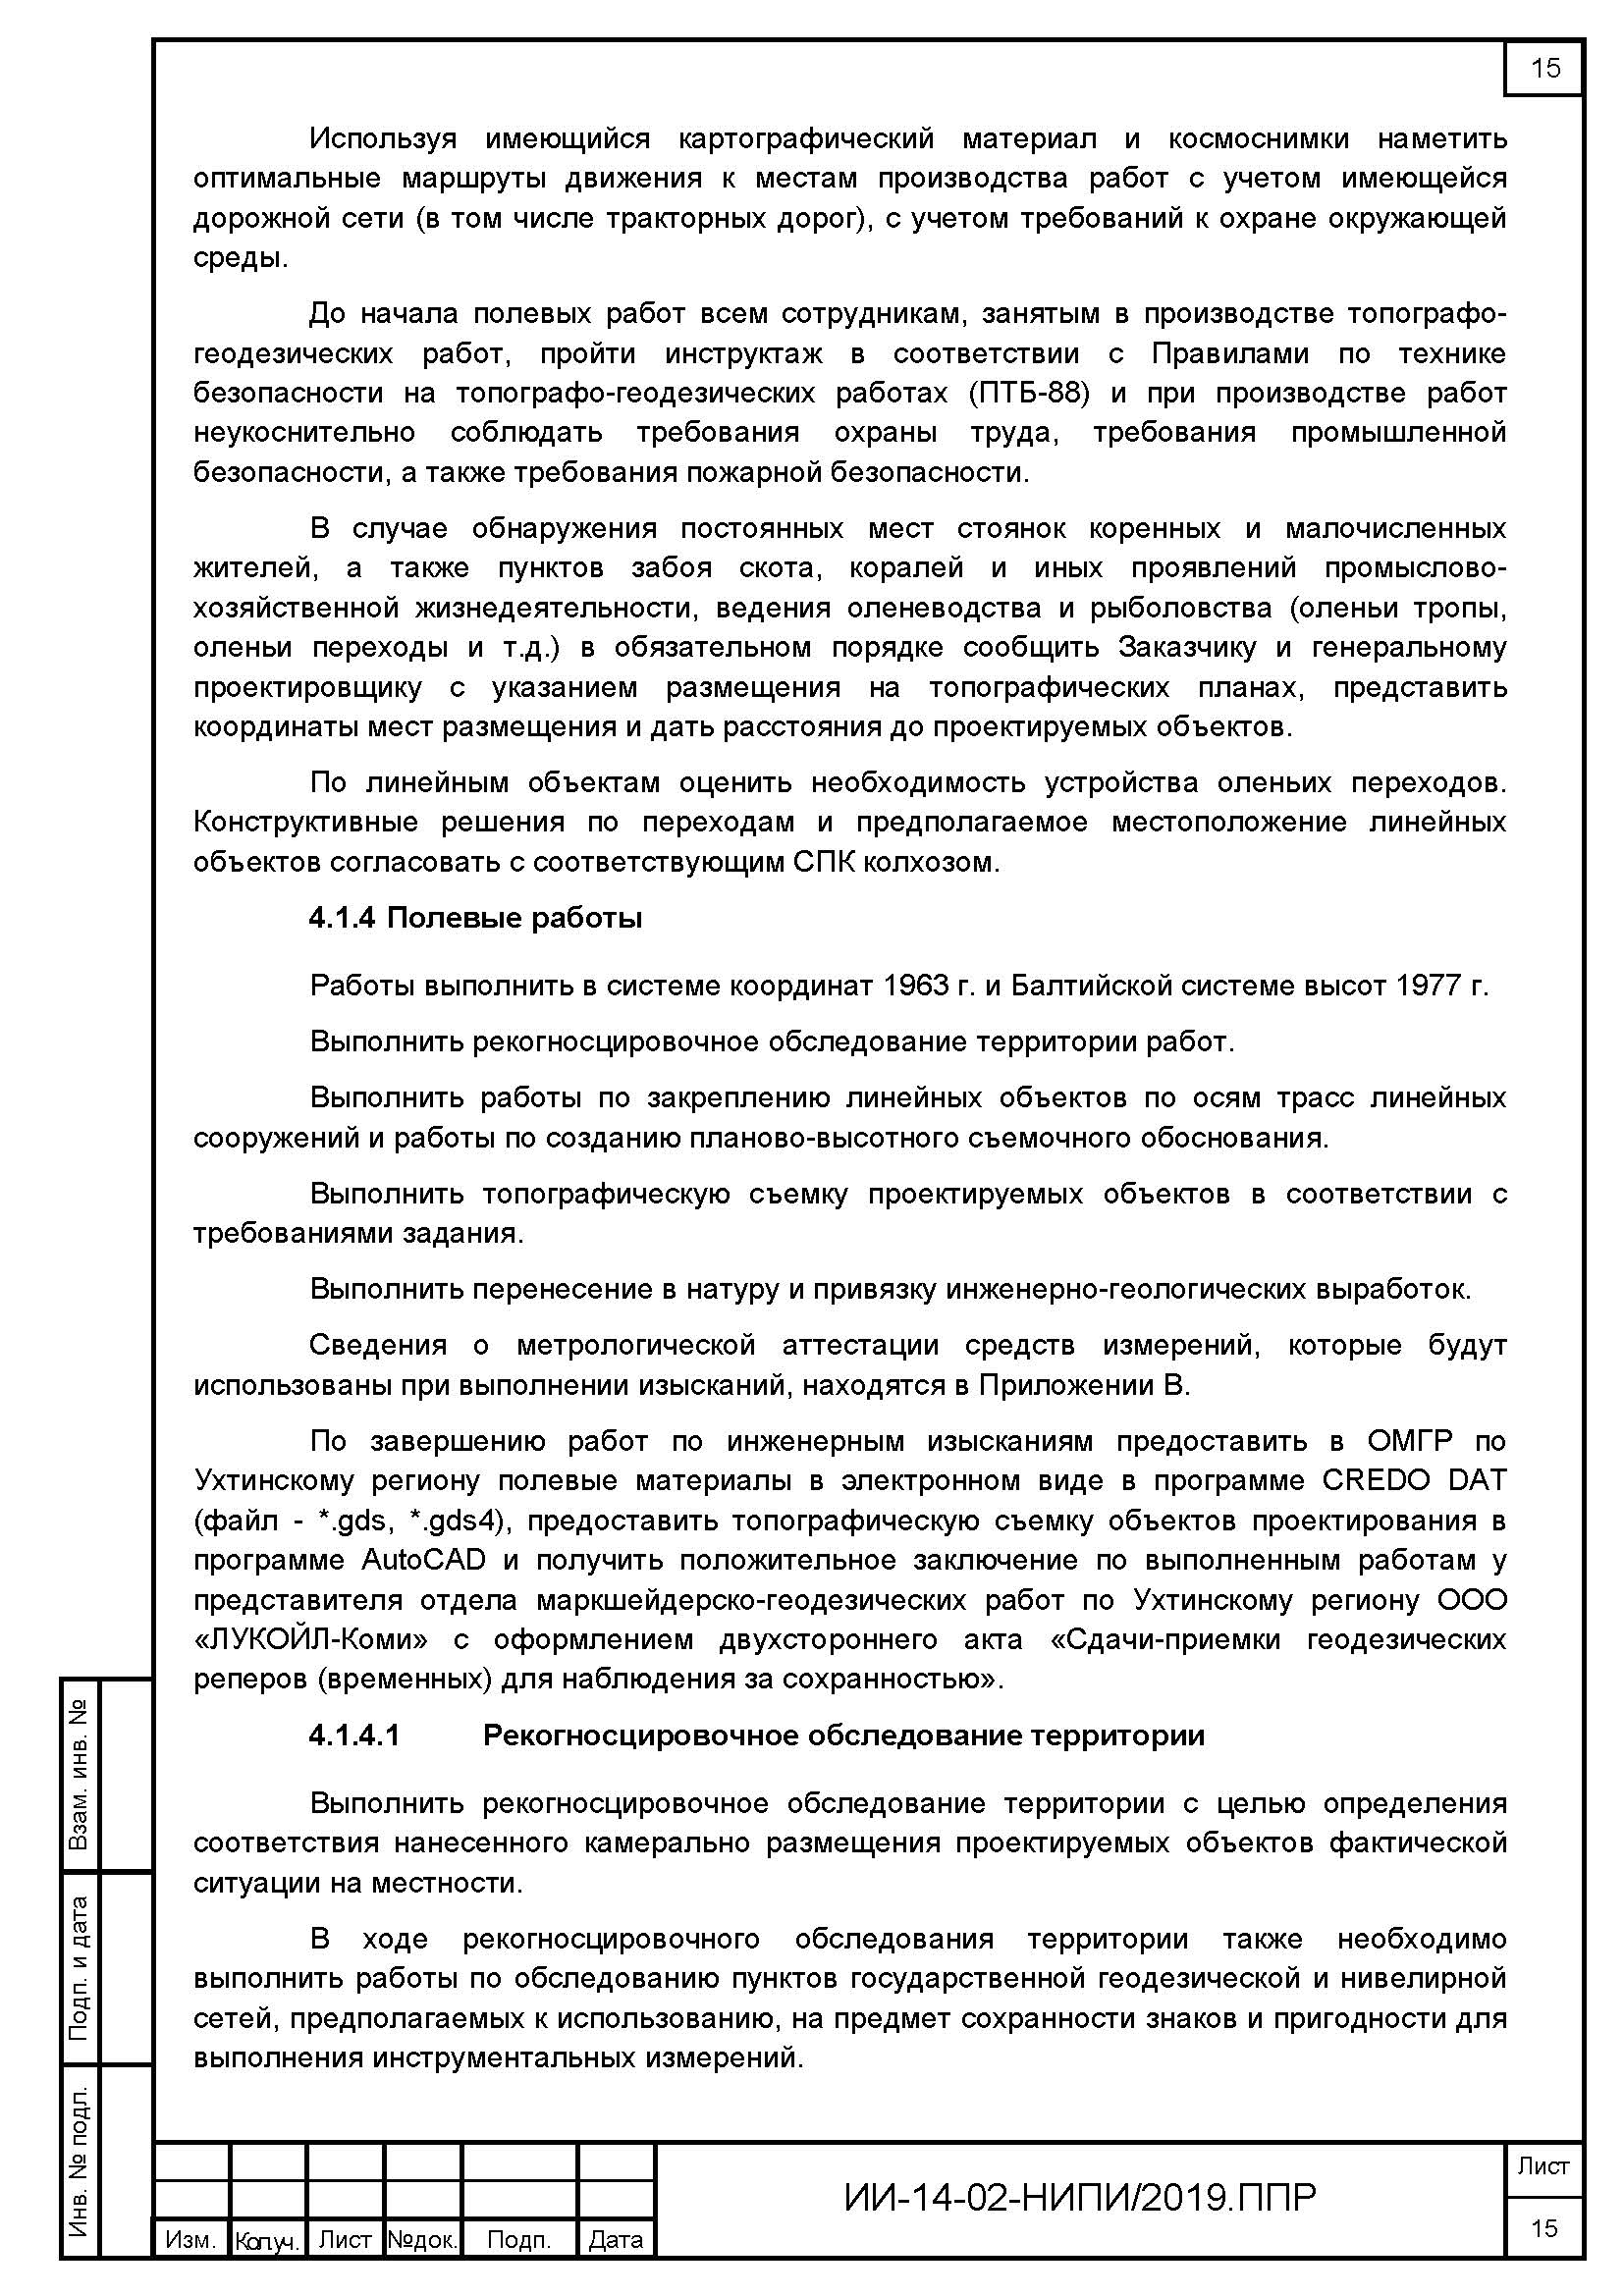 15
Используя имеющийся картографический материал и космоснимки наметить
оптимальные маршруты движения к местам производства работ с учетом имеющейся
дорожной сети (в том числе тракторных дорог), с учетом требований к охране окружающей
среды.
До начала полевых работ всем сотрудникам, занятым в производстве топографо-
геодезических работ, пройти инструктаж в соответствии с Правилами по технике
безопасности на топографо-геодезических работах (ПТБ-88) и при производстве работ
неукоснительно соблюдать требования охраны труда, требования промышленной
безопасности, а также требования пожарной безопасности.
В случае обнаружения постоянных мест стоянок коренных и малочисленных
жителей, а также пунктов забоя скота, коралей и иных проявлений промыслово-
хозяйственной жизнедеятельности, ведения оленеводства и рыболовства (оленьи тропы,
оленьи переходы и т.д.) в обязательном порядке сообщить Заказчику и генеральному
проектировщику с указанием размещения на топографических планах, представить
координаты мест размещения и дать расстояния до проектируемых объектов.
По линейным объектам оценить необходимость устройства оленьих переходов.
Конструктивные решения по переходам и предполагаемое местоположение линейных
объектов согласовать с соответствующим СПК колхозом.
4.1.4 Полевые работы
Работы выполнить в системе координат 1963 г. и Балтийской системе высот 1977 г.
Выполнить рекогносцировочное обследование территории работ.
Выполнить работы по закреплению линейных объектов по осям трасс линейных
сооружений и работы по созданию планово-высотного съемочного обоснования.
Выполнить топографическую съемку проектируемых объектов в соответствии с
требованиями задания.
Выполнить перенесение в натуру и привязку инженерно-геологических выработок.
Сведения о метрологической аттестации средств измерений, которые будут
использованы при выполнении изысканий, находятся в Приложении В.
По завершению работ по инженерным изысканиям предоставить в ОМГР по
Ухтинскому региону полевые материалы в электронном виде в программе CREDO DAT
(файл - *.gds, *.gds4), предоставить топографическую съемку объектов проектирования в
программе AutoCAD и получить положительное заключение по выполненным работам у
представителя отдела маркшейдерско-геодезических работ по Ухтинскому региону ООО
«ЛУКОЙЛ-Коми» с оформлением двухстороннего акта «Сдачи-приемки геодезических
реперов (временных) для наблюдения за сохранностью».
4.1.4.1 Рекогносцировочное обследование территории
Выполнить рекогносцировочное обследование территории с целью определения
соответствия нанесенного камерально размещения проектируемых объектов фактической
ситуации на местности.
В ходе рекогносцировочного обследования территории также необходимо
выполнить работы по обследованию пунктов государственной геодезической и нивелирной
сетей, предполагаемых к использованию, на предмет сохранности знаков и пригодности для
выполнения инструментальных измерений.
Взам. инв. №
Подп. и дата
Инв. № подл.
Изм. Кол.уч. Лист №док. Подп. Дата
ИИ-14-02-НИПИ/2019.ППР
Лист
15